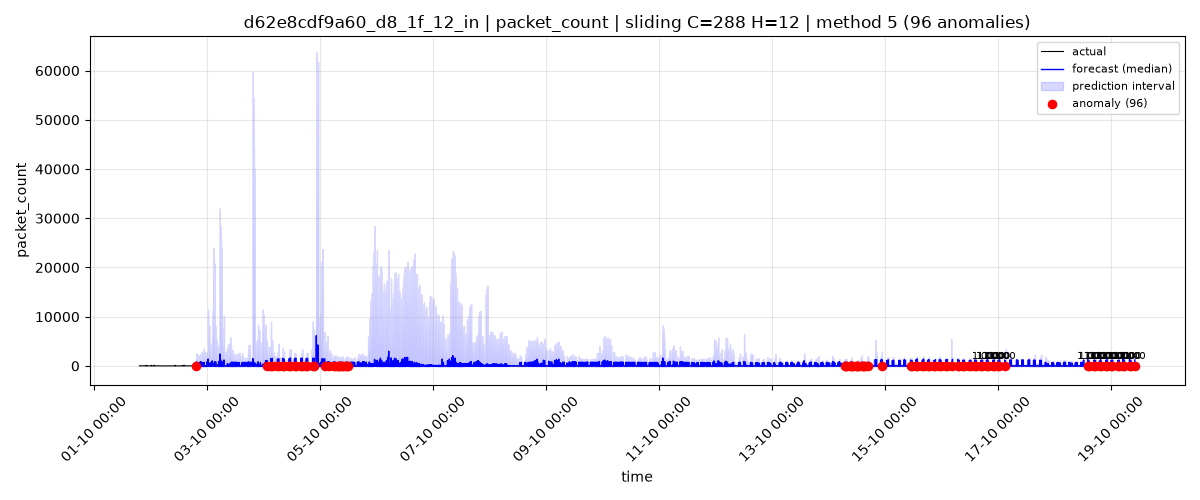 d62e8cdf9a60_d8_1f_12_in | packet_count | sliding C=288 H=12 | method 5 (96 anomalies)
actual
forecast (median)
prediction interval
anomaly (96)
packet_count
60000
50000
40000
30000
20000
10000
0
01-10 00:00
03-10 00:00
05-10 00:00
07-10 00:00
09-10 00:00
11-10 00:00
13-10 00:00
15-10 00:00
17-10 00:00
19-10 00:00
time